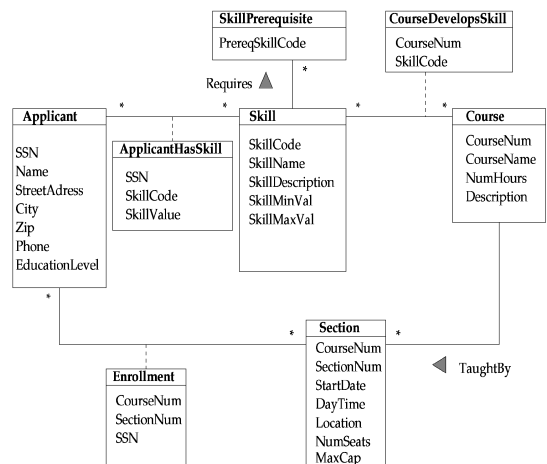 SkillPrerequisite
PrereqSkillCode
CourseDevelopsSkill
CourseNum
SkillCode
Requires
*
*
*
*
*
Applicant
SSN
Name
StreetAdress
City
Zip
Phone
EducationLevel
ApplicantHasSkill
SSN
SkillCode
SkillValue
Skill
SkillCode
SkillName
SkillDescription
SkillMinVal
SkillMaxVal
Course
CourseNum
CourseName
NumHours
Description
*
*
*
Enrollment
CourseNum
SectionNum
SSN
Section
CourseNum
SectionNum
StartDate
DayTime
Location
NumSeats
MaxCap
TaughtBy